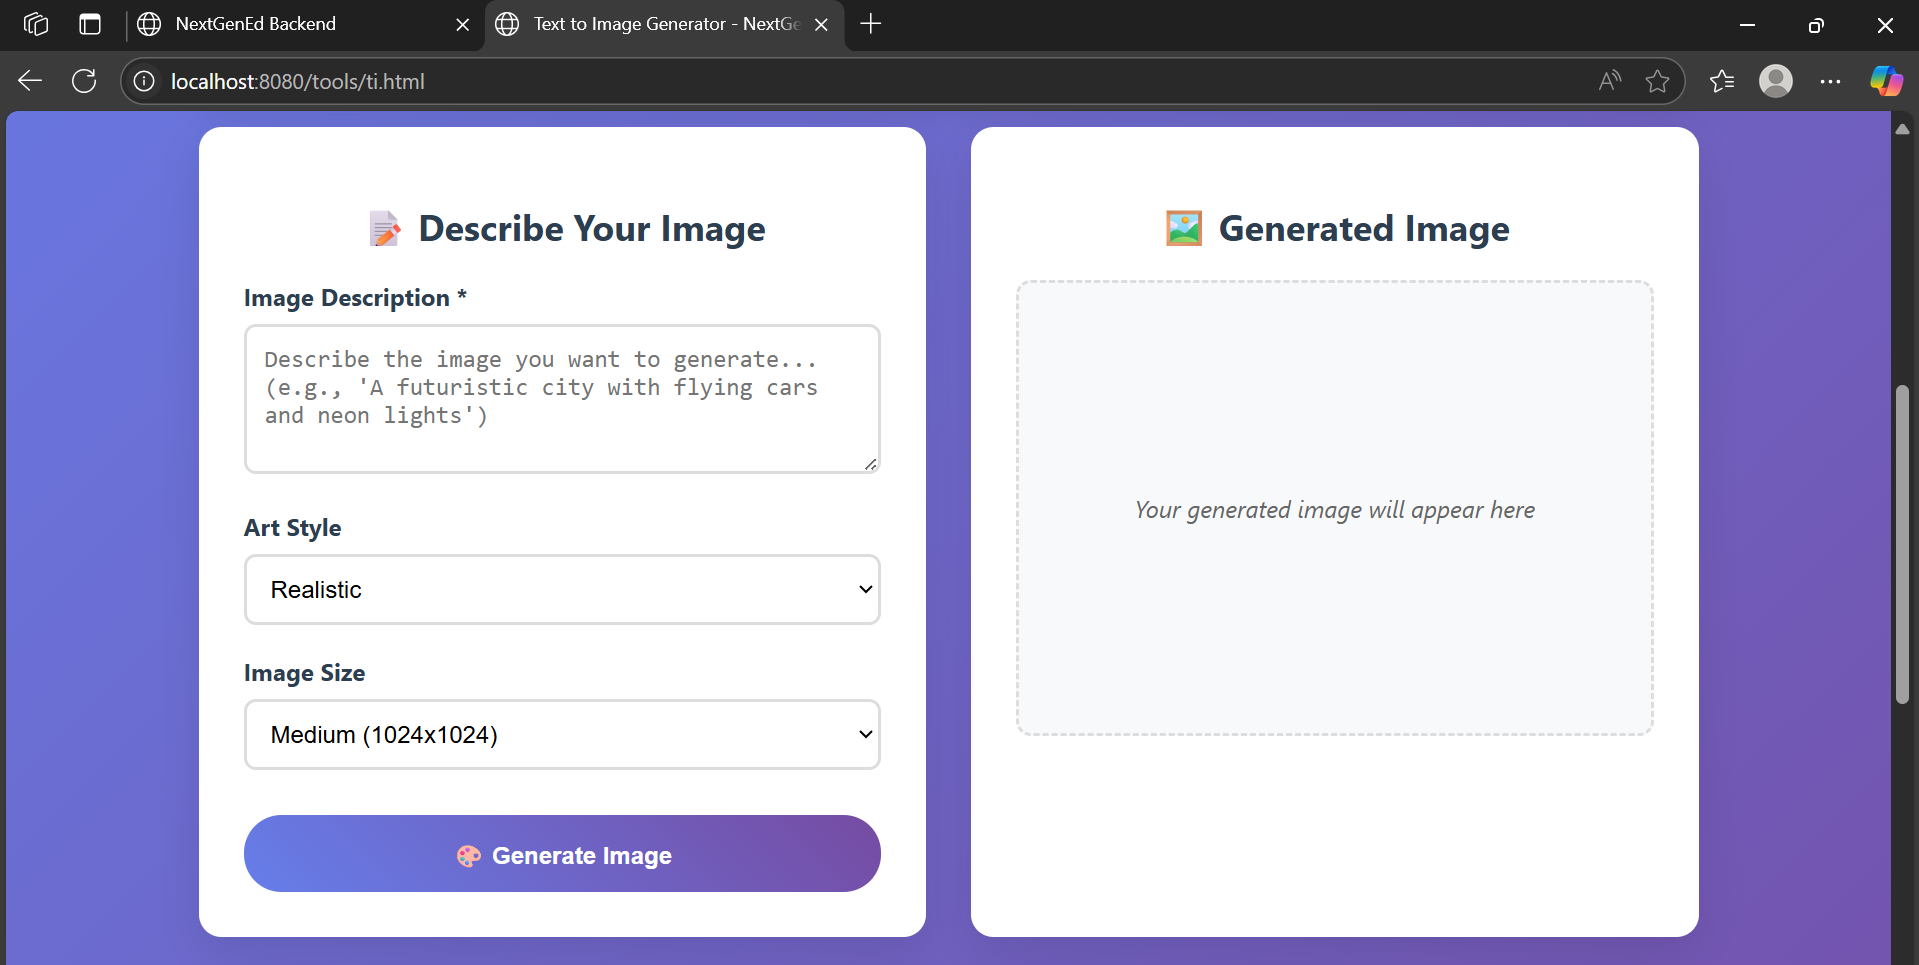 NextGenEd Backend
Text to Image Generator - NextGe
localhost:8080/tools/ti.html
📝 Describe Your Image
Image Description *
Describe the image you want to generate...
(e.g., 'A futuristic city with flying cars
and neon lights')
Art Style
Realistic
Image Size
Medium (1024x1024)
🎨 Generate Image
🖼️ Generated Image
Your generated image will appear here